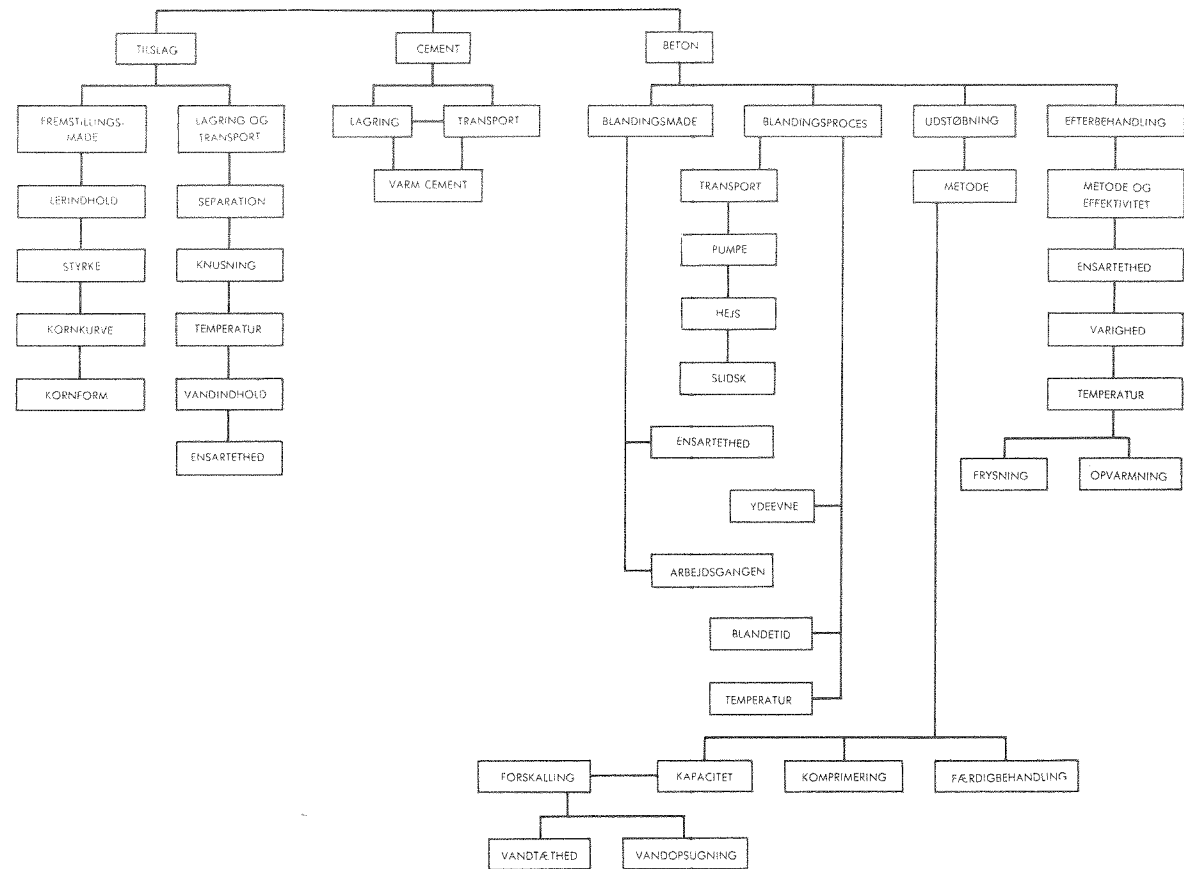 TILSLAG
CEMENT
BETON
FREMSTILLINGS-
MÅDE
LAGRING OG
TRANSPORT
LAGRING
TRANSPORT
BLANDINGSMÅDE
BLANDINGSPROCES
UDSTØBNING
EFTERBEHANDLING
LERINDHOLD
SEPARATION
VARM CEMENT
TRANSPORT
METODE
METODE OG
EFFEKTIVITET
STYRKE
KNUSNING
PUMPE
ENSARTETHED
KORNKURVE
TEMPERATUR
HEJS
VARIGHED
KORNFORM
VANDINDHOLD
SLIDSK
TEMPERATUR
ENSARTETHED
ENSARTETHED
FRYSNING
OPVARMNING
YDEEVNE
ARBEJDSGANGEN
BLANDETID
TEMPERATUR
FORSKALLING
KAPACITET
KOMPRIMERING
FÆRDIGBEHANDLING
VANDTÆTHED
VANDOPSUGNING